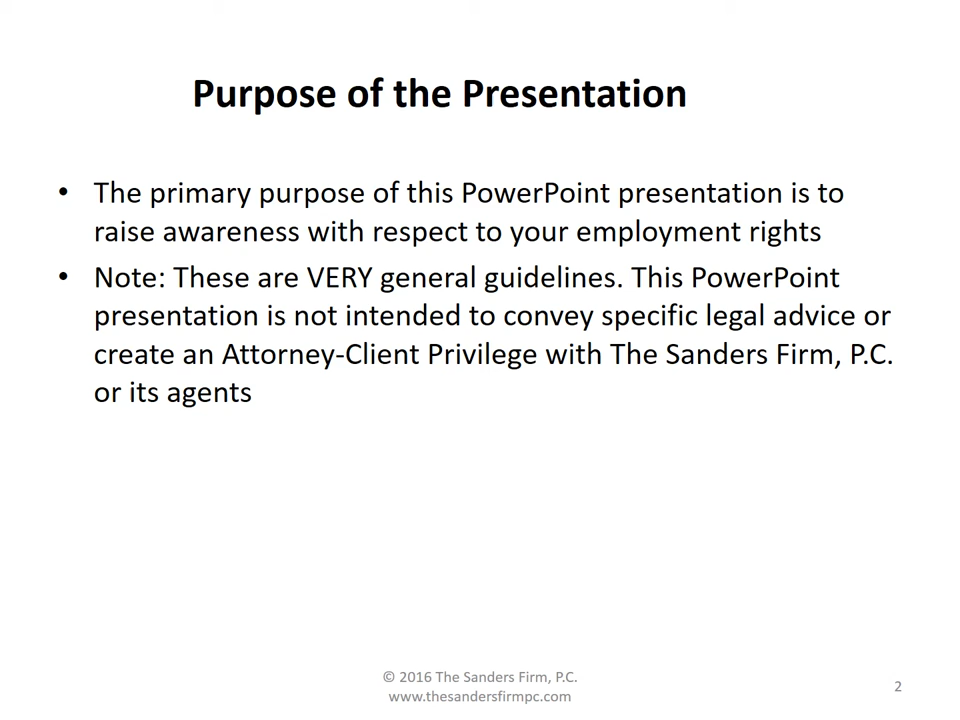 Purpose of the Presentation
• The primary purpose of this PowerPoint presentation is to
raise awareness with respect to your employment rights
• Note: These are VERY general guidelines. This PowerPoint
presentation is not intended to convey specific legal advice or
create an Attorney-Client Privilege with The Sanders Firm, P.C.
or its agents
© 2016 The Sanders Firm, P.C.
www.thesandersfirmpc.com
2